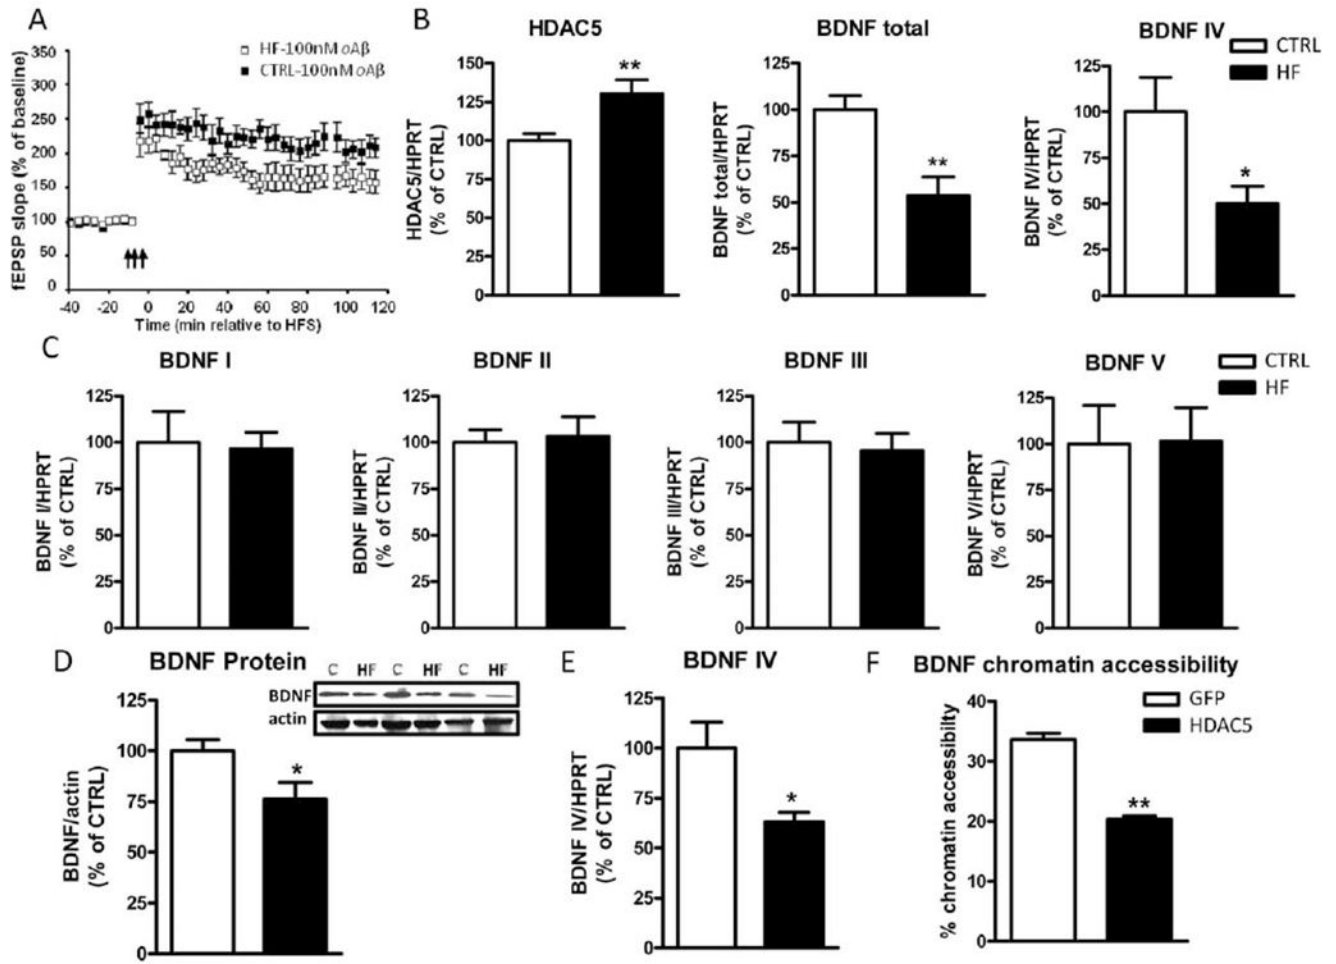 A
HF-100nM oAβ
CTRL-100nM oAβ
fEPSP slope (% of baseline)
350
300
250
200
150
100
50
0
-40
-20
0
20
40
60
80
100
120
Time (min relative to HFS)
B
HDAC5
HDAC5/HPRT
(% of CTRL)
150
125
100
75
50
25
0
**
BDNF total
BDNF total/HPRT
(% of CTRL)
125
100
75
50
25
0
**
BDNF IV
CTRL
HF
BDNF IV/HPRT
(% of CTRL)
125
100
75
50
25
0
*
C
BDNF I
BDNF I/HPRT
(% of CTRL)
125
100
75
50
25
0
BDNF II
BDNF II/HPRT
(% of CTRL)
125
100
75
50
25
0
BDNF III
BDNF III/HPRT
(% of CTRL)
125
100
75
50
25
0
BDNF V
CTRL
HF
BDNF V/HPRT
(% of CTRL)
125
100
75
50
25
0
D
BDNF Protein
C HF C HF C HF
BDNF
actin
BDNF/actin
(% of CTRL)
125
100
75
50
25
0
*
E
BDNF IV
BDNF IV/HPRT
(% of CTRL)
125
100
75
50
25
0
*
F
BDNF chromatin accessibility
GFP
HDAC5
% chromatin accessibilty
40
30
20
10
0
**